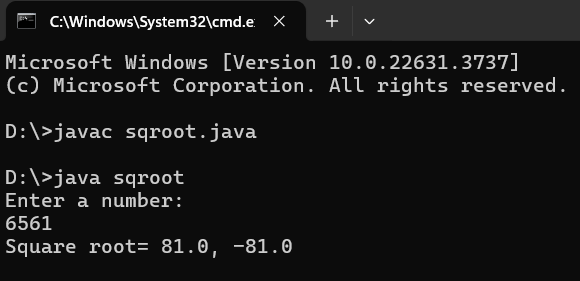 C:\Windows\System32\cmd.e
Microsoft Windows [Version 10.0.22631.3737]
(c) Microsoft Corporation. All rights reserved.
D:\>javac sqroot.java
D:\>java sqroot
Enter a number:
6561
Square root= 81.0, -81.0